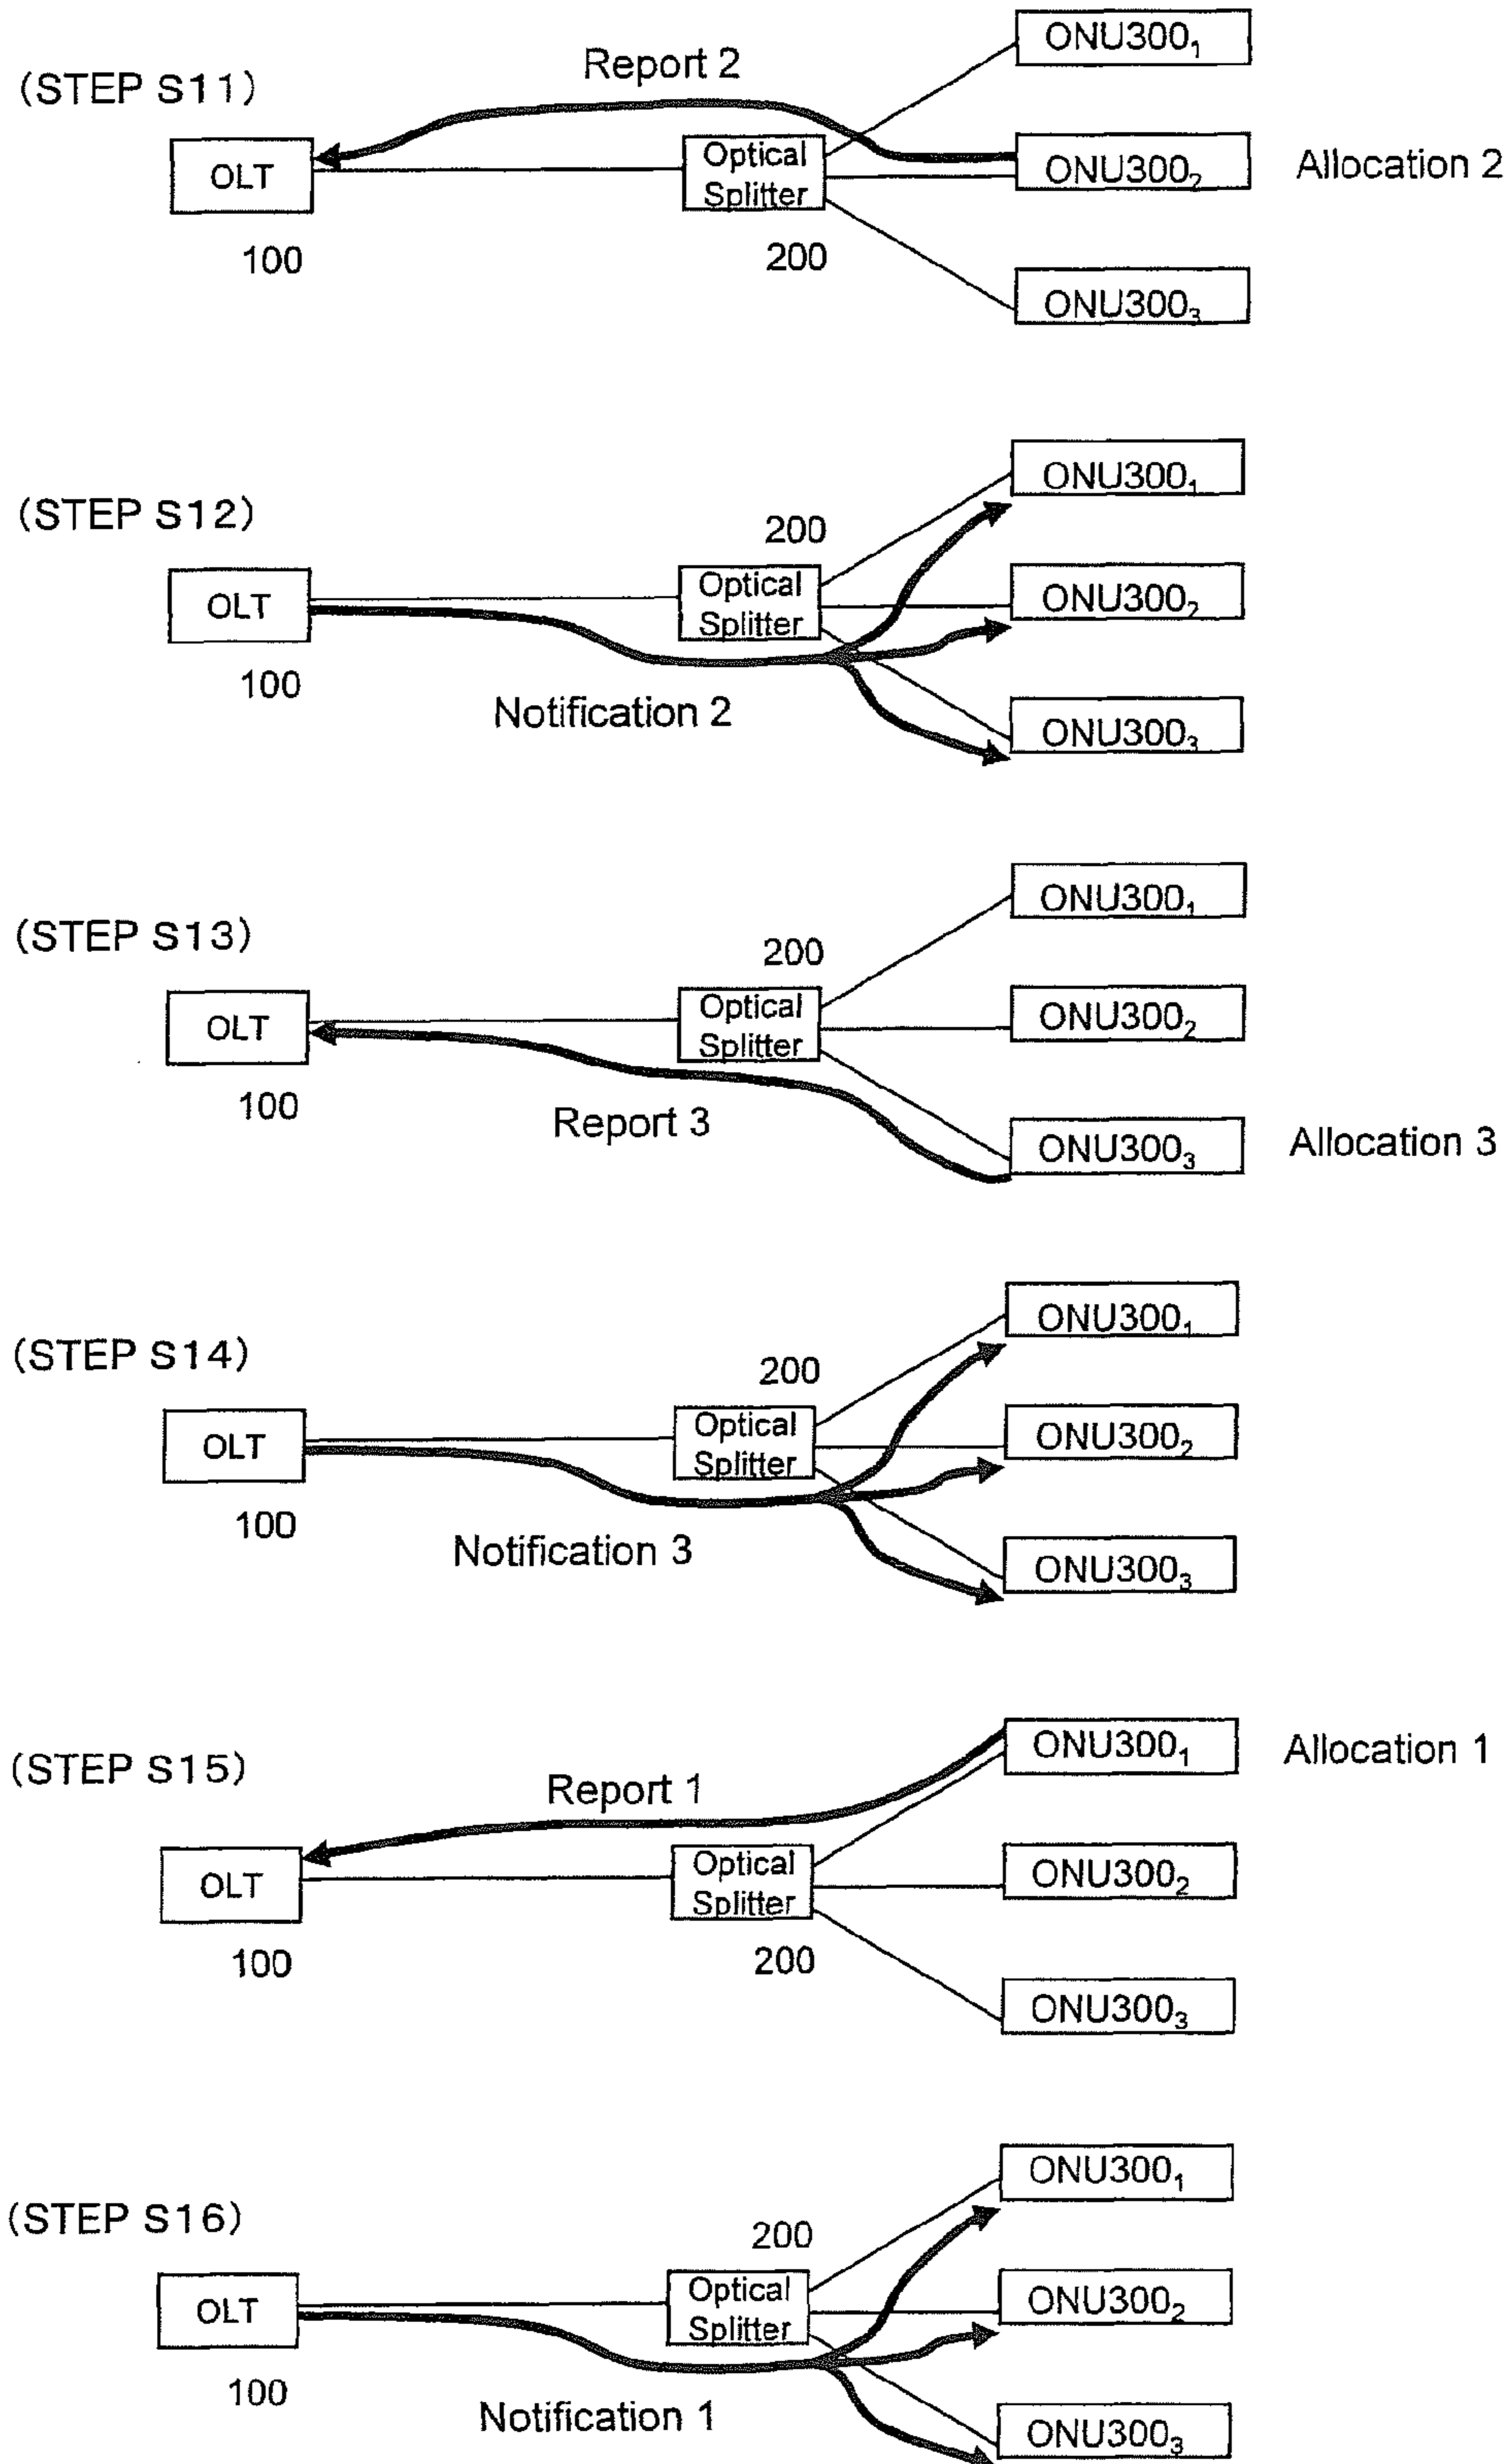 (STEP S11)
Report 2
ONU300₁
OLT
Optical
Splitter
ONU300₂
Allocation 2
100
200
ONU300₃
(STEP S12)
ONU300₁
200
OLT
Optical
Splitter
ONU300₂
100
Notification 2
ONU300₃
(STEP S13)
ONU300₁
200
OLT
Optical
Splitter
ONU300₂
100
Report 3
ONU300₃
Allocation 3
(STEP S14)
ONU300₁
200
OLT
Optical
Splitter
ONU300₂
100
Notification 3
ONU300₃
(STEP S15)
Report 1
ONU300₁
Allocation 1
OLT
Optical
Splitter
ONU300₂
100
200
ONU300₃
(STEP S16)
ONU300₁
200
OLT
Optical
Splitter
ONU300₂
100
Notification 1
ONU300₃